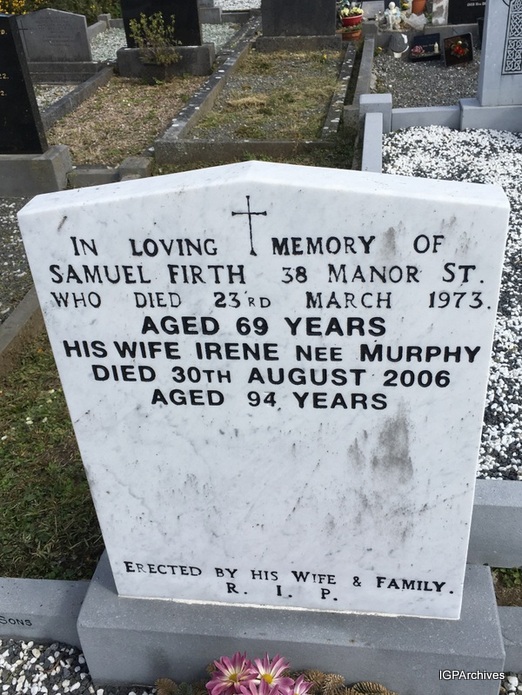 IN LOVING MEMORY OF
SAMUEL FIRTH 38 MANOR ST.
WHO DIED 23RD MARCH 1973.
AGED 69 YEARS
HIS WIFE IRENE NEE MURPHY
DIED 30TH AUGUST 2006
AGED 94 YEARS
ERECTED BY HIS WIFE & FAMILY.
R. I. P.
SONS
IGPArchives